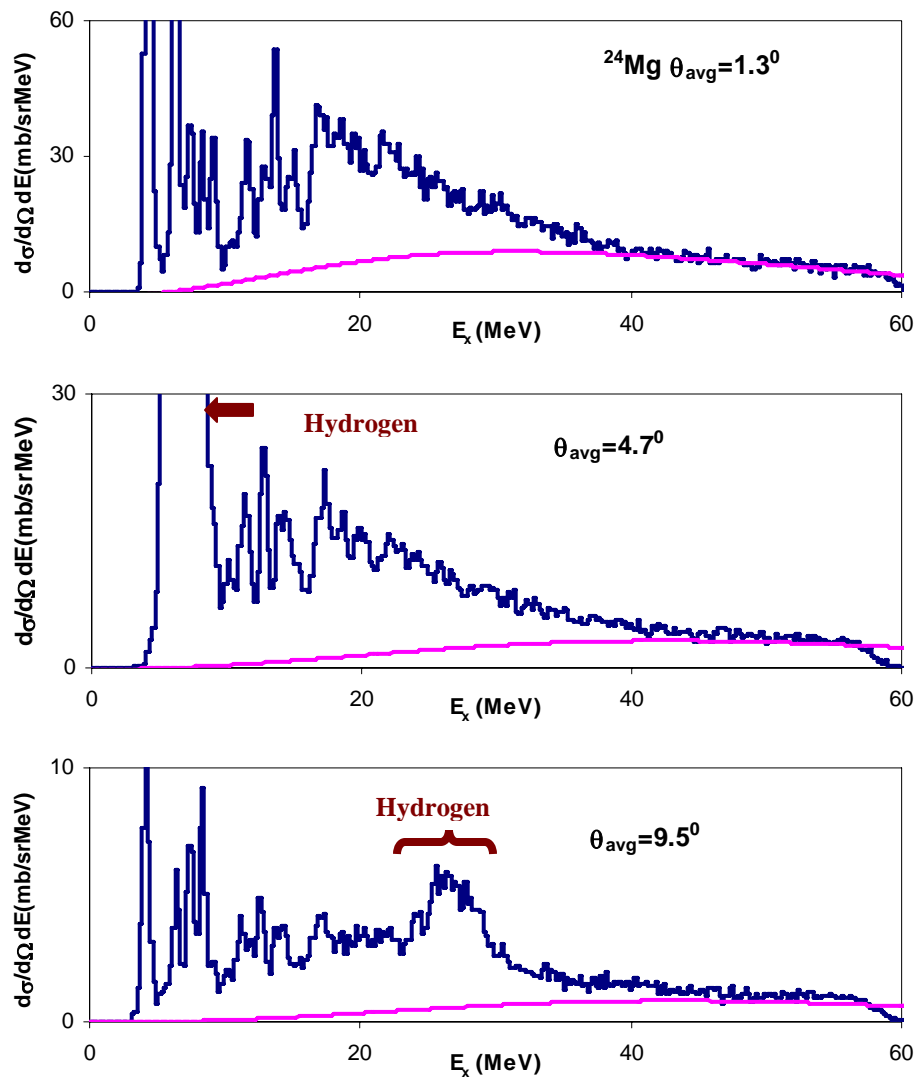 60
²⁴Mg θavg=1.3⁰
30
0
dσ/dΩdE(mb/srMeV)
0 20 40 60
Eₓ (MeV)
30
Hydrogen
θavg=4.7⁰
0
dσ/dΩdE(mb/srMeV)
0 20 40 60
Eₓ (MeV)
10
Hydrogen
θavg=9.5⁰
0
dσ/dΩdE(mb/srMeV)
0 20 40 60
Eₓ (MeV)